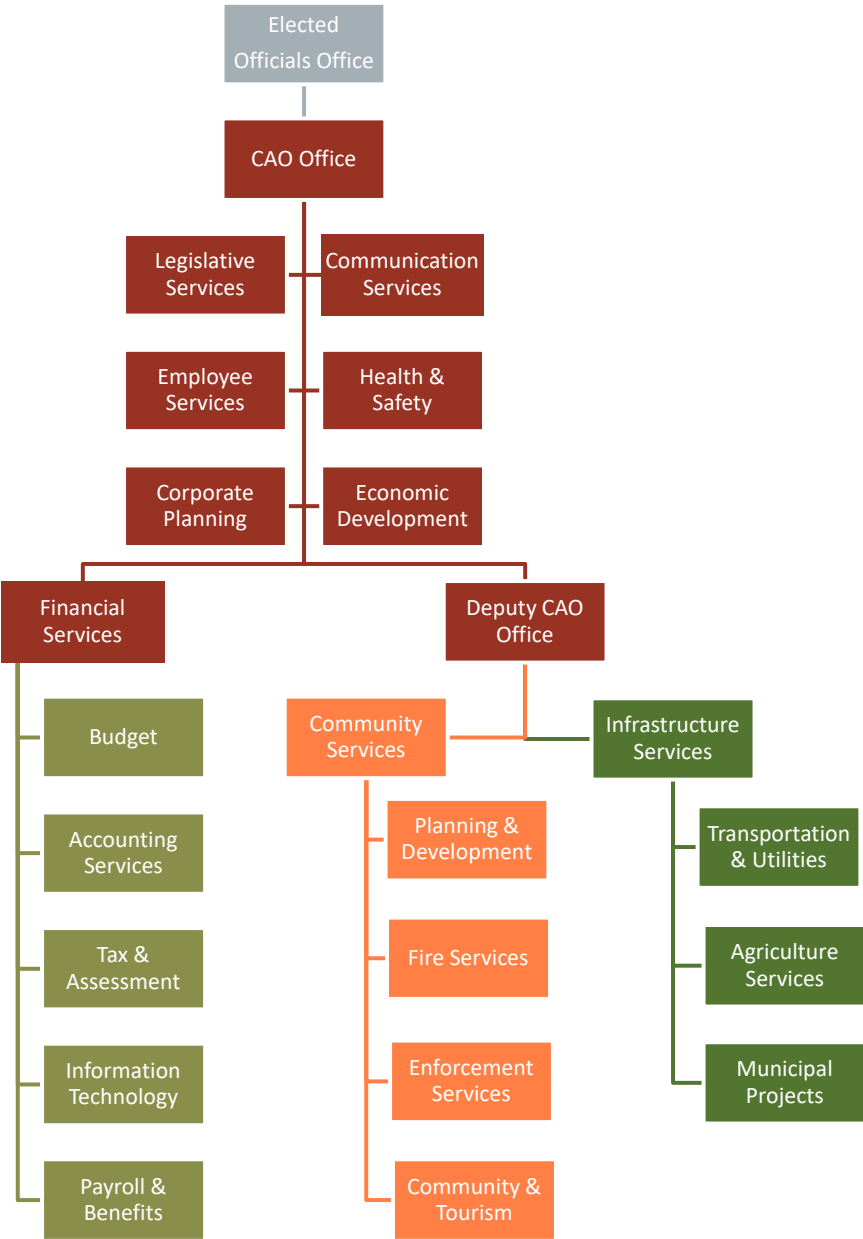 Elected
Officials Office
CAO Office
Legislative
Services
Communication
Services
Employee
Services
Health &
Safety
Corporate
Planning
Economic
Development
Financial
Services
Deputy CAO
Office
Budget
Accounting
Services
Tax &
Assessment
Information
Technology
Payroll &
Benefits
Community
Services
Planning &
Development
Fire Services
Enforcement
Services
Community &
Tourism
Infrastructure
Services
Transportation
& Utilities
Agriculture
Services
Municipal
Projects